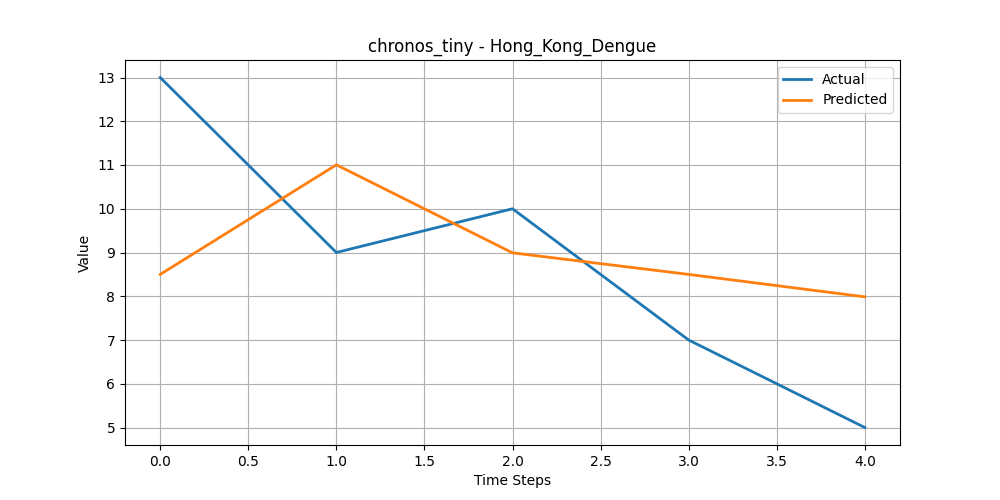 chronos_tiny - Hong_Kong_Dengue
Actual
Predicted
Value
13
12
11
10
9
8
7
6
5
0.0 0.5 1.0 1.5 2.0 2.5 3.0 3.5 4.0
Time Steps